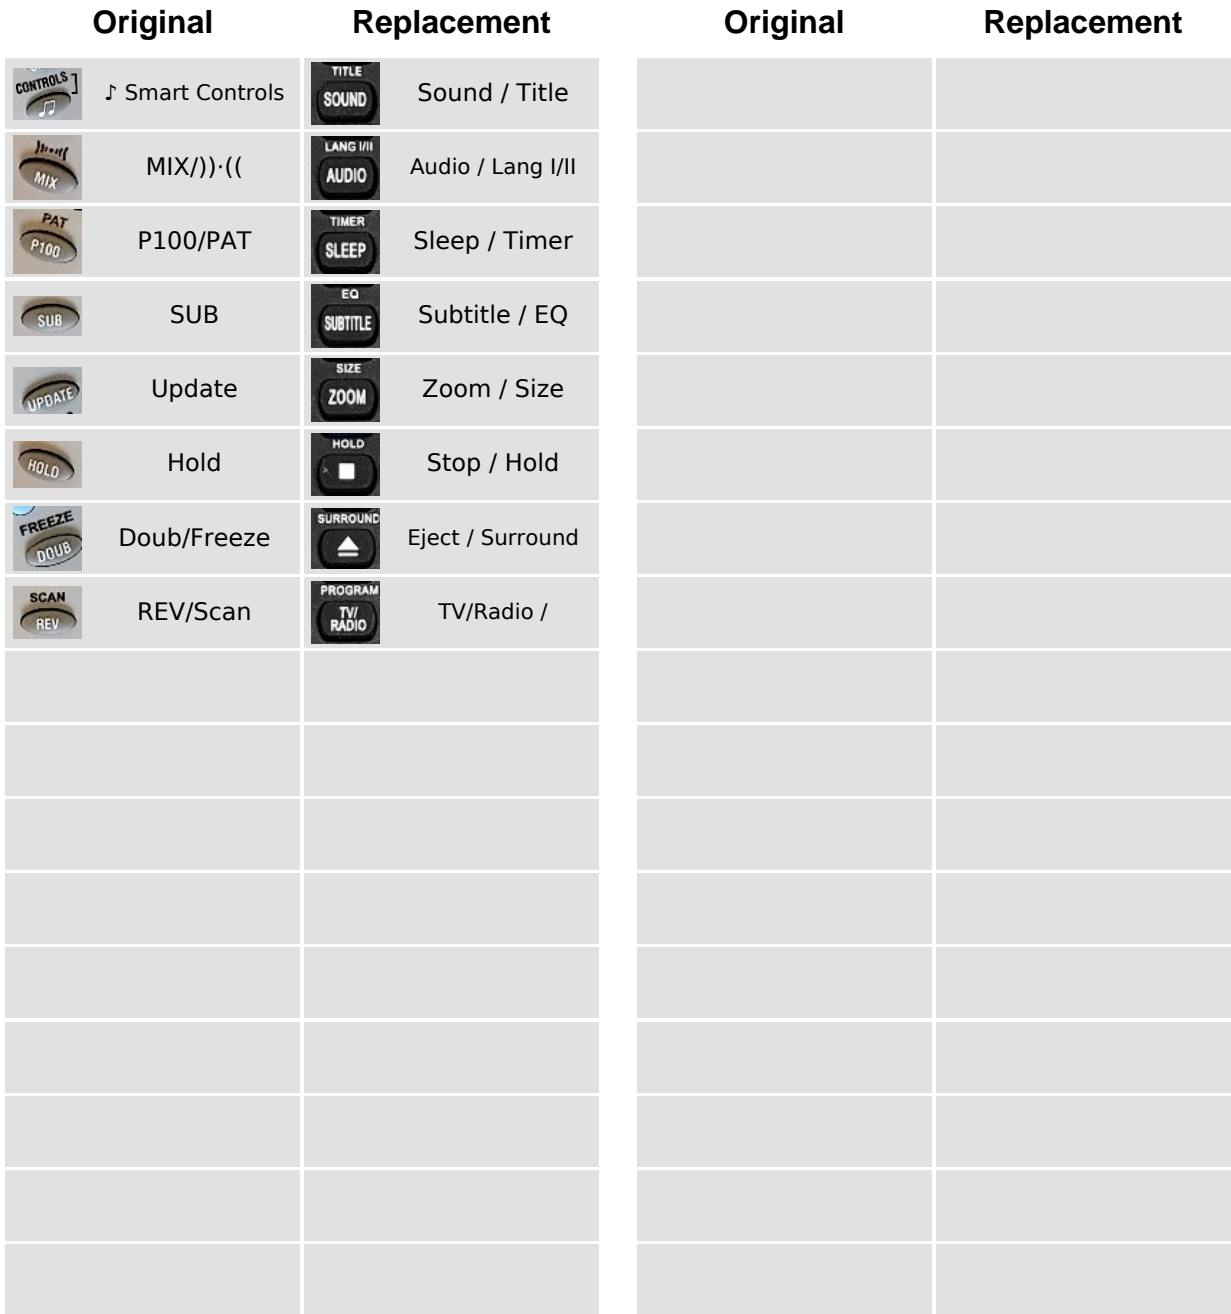 Original Replacement Original Replacement
CONTROLS ] ♪ Smart Controls TITLE SOUND Sound / Title
MIX MIX/))·(( LANG I/II AUDIO Audio / Lang I/II
PAT P100 P100/PAT TIMER SLEEP Sleep / Timer
SUB SUB EQ SUBTITLE Subtitle / EQ
UPDATE Update SIZE ZOOM Zoom / Size
HOLD Hold HOLD Stop / Hold
FREEZE DOUB Doub/Freeze SURROUND Eject / Surround
SCAN REV REV/Scan PROGRAM TV/ RADIO TV/Radio /